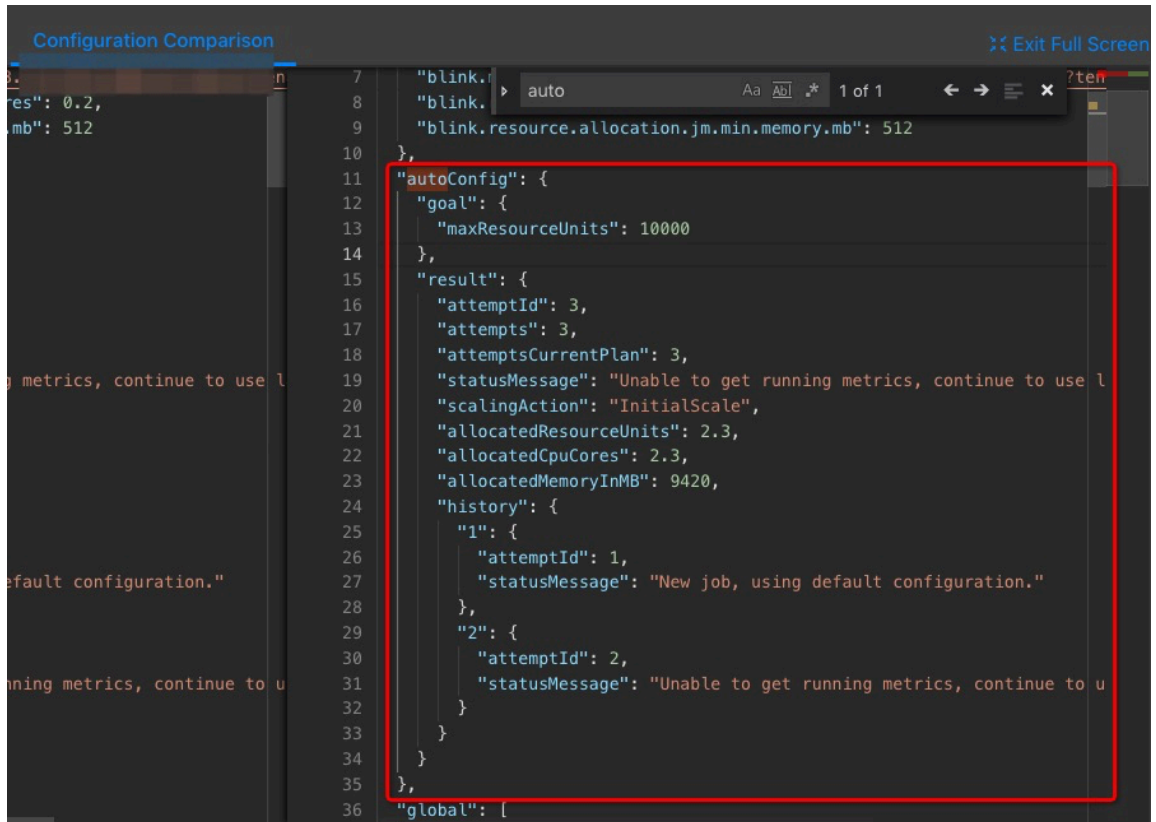 Configuration Comparison
Exit Full Screen
res": 0.2,
.mb": 512
g metrics, continue to use l
efault configuration."
nning metrics, continue to u
auto
Aa Abl .* 1 of 1
7 "blink. ?ten
8 "blink.
9 "blink.resource.allocation.jm.min.memory.mb": 512
10 },
11 "autoConfig": {
12 "goal": {
13 "maxResourceUnits": 10000
14 },
15 "result": {
16 "attemptId": 3,
17 "attempts": 3,
18 "attemptsCurrentPlan": 3,
19 "statusMessage": "Unable to get running metrics, continue to use l
20 "scalingAction": "InitialScale",
21 "allocatedResourceUnits": 2.3,
22 "allocatedCpuCores": 2.3,
23 "allocatedMemoryInMB": 9420,
24 "history": {
25 "1": {
26 "attemptId": 1,
27 "statusMessage": "New job, using default configuration."
28 },
29 "2": {
30 "attemptId": 2,
31 "statusMessage": "Unable to get running metrics, continue to u
32 }
33 }
34 }
35 },
36 "global": [